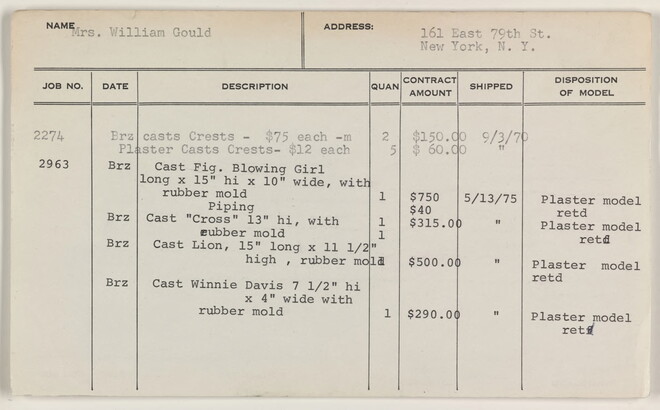 NAME Mrs. William Gould
ADDRESS: 161 East 79th St.
New York, N. Y.
JOB NO. DATE DESCRIPTION QUAN CONTRACT AMOUNT SHIPPED DISPOSITION OF MODEL
2274 Brz casts Crests - $75 each -m 2 $150.00 9/3/70
Plaster Casts Crests- $12 each 5 $ 60.00 "
2963 Brz Cast Fig. Blowing Girl
long x 15" hi x 10" wide, with
rubber mold 1 $750 5/13/75 Plaster model
Piping $40 retd
Brz Cast "Cross" 13" hi, with 1 $315.00 " Plaster model
rubber mold 1 retd
Brz Cast Lion, 15" long x 11 1/2"
high , rubber mold 1 $500.00 " Plaster model
retd
Brz Cast Winnie Davis 7 1/2" hi
x 4" wide with
rubber mold 1 $290.00 " Plaster model
retd